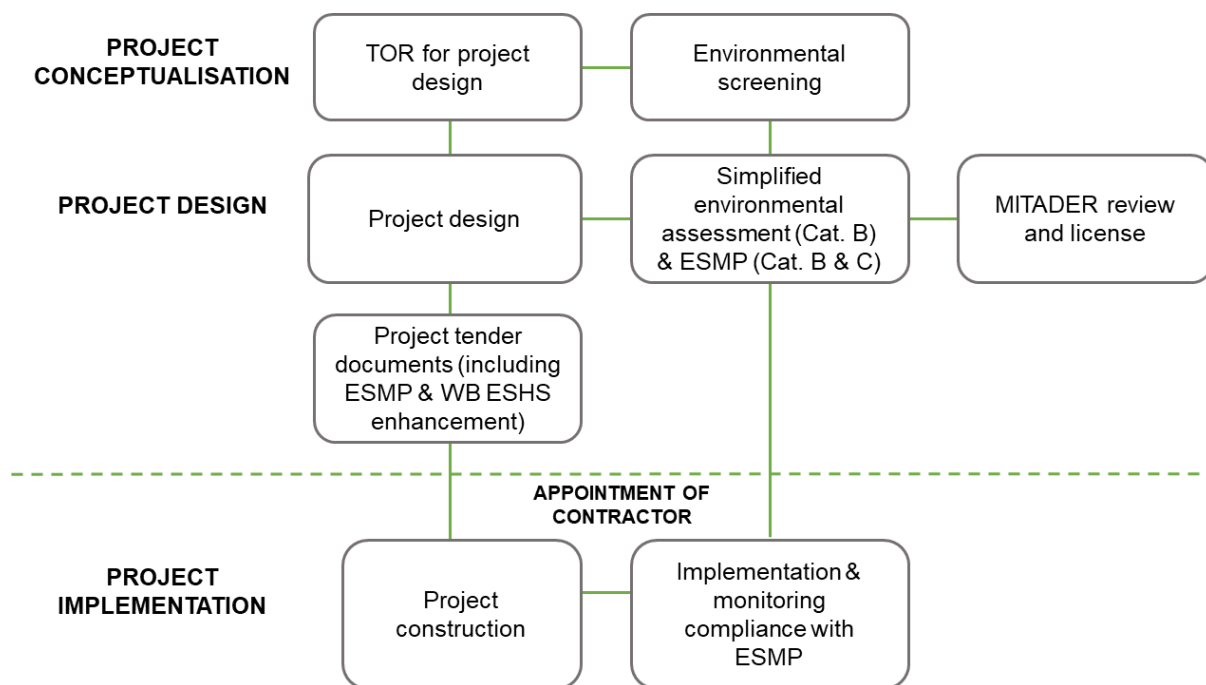 PROJECT
CONCEPTUALISATION
TOR for project
design
Environmental
screening
PROJECT DESIGN
Project design
Simplified
environmental
assessment (Cat. B)
& ESMP (Cat. B & C)
MITADER review
and license
Project tender
documents (including
ESMP & WB ESHS
enhancement)
APPOINTMENT OF
CONTRACTOR
PROJECT
IMPLEMENTATION
Project
construction
Implementation &
monitoring
compliance with
ESMP